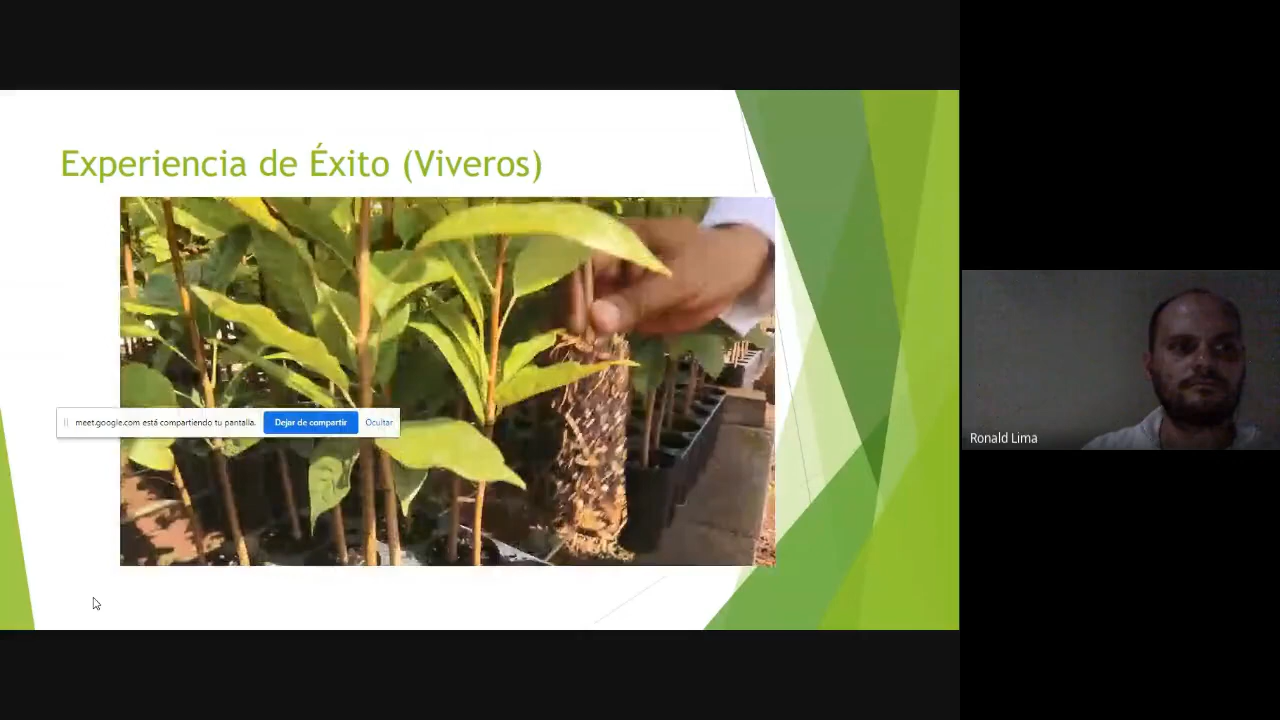 Experiencia de Éxito (Viveros)
meet.google.com está compartiendo tu pantalla.
Dejar de compartir
Ocultar
Ronald Lima